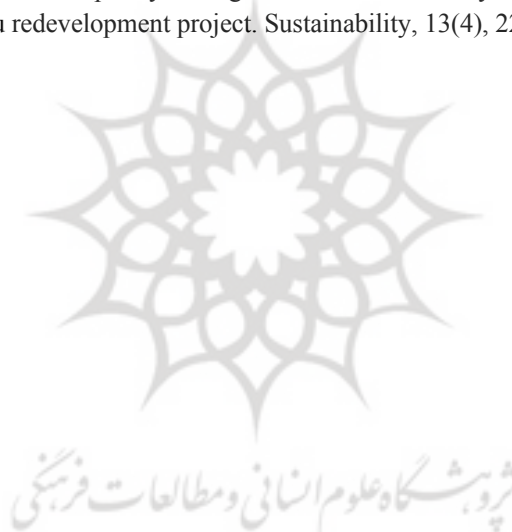 u redevelopment project. Sustainability, 13(4), 22
پژوهشگاه علوم انسانی و مطالعات فرهنگی